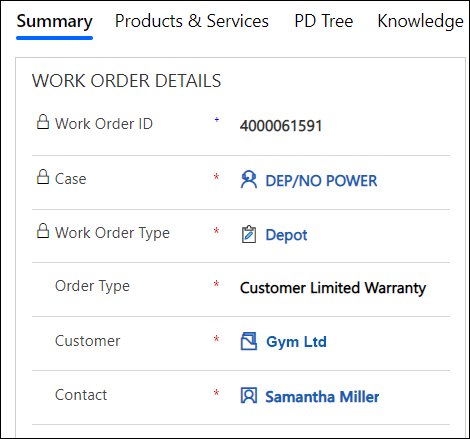 Summary Products & Services PD Tree Knowledge
WORK ORDER DETAILS
Work Order ID + 4000061591
Case * DEP/NO POWER
Work Order Type * Depot
Order Type * Customer Limited Warranty
Customer * Gym Ltd
Contact * Samantha Miller